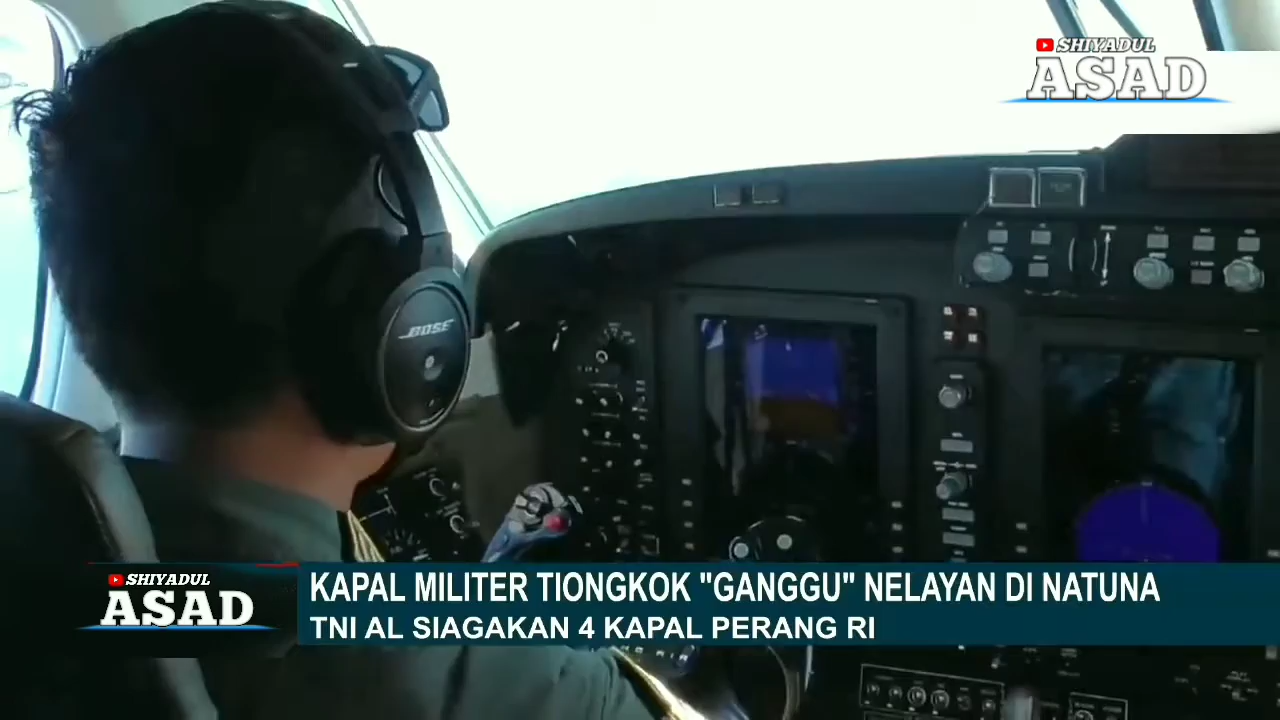 SHIYADUL
ASAD
BOSE
SHIYADUL
ASAD
KAPAL MILITER TIONGKOK "GANGGU" NELAYAN DI NATUNA
TNI AL SIAGAKAN 4 KAPAL PERANG RI